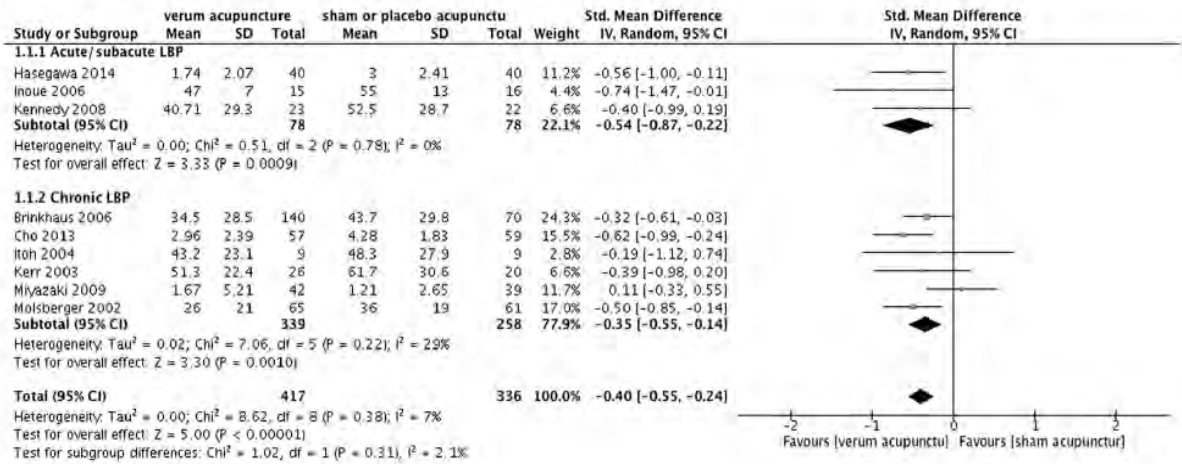 verum acupuncture sham or placebo acupunctu Std. Mean Difference Std. Mean Difference
Study or Subgroup Mean SD Total Mean SD Total Weight IV, Random, 95% CI IV, Random, 95% CI
1.1.1 Acute/subacute LBP
Hasegawa 2014 1.74 2.07 40 3 2.41 40 11.2% -0.56 [-1.00, -0.11]
Inoue 2006 47 7 15 55 13 16 4.4% -0.74 [-1.47, -0.01]
Kennedy 2008 40.71 29.3 23 52.5 28.7 22 6.6% -0.40 [-0.99, 0.19]
Subtotal (95% CI) 78 78 22.1% -0.54 [-0.87, -0.22]
Heterogeneity: Tau² = 0.00; Chi² = 0.51, df = 2 (P = 0.78); I² = 0%
Test for overall effect: Z = 3.33 (P = 0.0009)
1.1.2 Chronic LBP
Brinkhaus 2006 34.5 28.5 140 43.7 29.8 70 24.3% -0.32 [-0.61, -0.03]
Cho 2013 2.96 2.39 57 4.28 1.83 59 15.5% -0.62 [-0.99, -0.24]
Itoh 2004 43.2 23.1 9 48.3 27.9 9 2.8% -0.19 [-1.12, 0.74]
Kerr 2003 51.3 22.4 26 61.7 30.6 20 6.6% -0.39 [-0.98, 0.20]
Miyazaki 2009 1.67 5.21 42 1.21 2.65 39 11.7% 0.11 [-0.33, 0.55]
Molsberger 2002 26 21 65 36 19 61 17.0% -0.50 [-0.85, -0.14]
Subtotal (95% CI) 339 258 77.9% -0.35 [-0.55, -0.14]
Heterogeneity: Tau² = 0.02; Chi² = 7.06, df = 5 (P = 0.22); I² = 29%
Test for overall effect: Z = 3.30 (P = 0.0010)
Total (95% CI) 417 336 100.0% -0.40 [-0.55, -0.24]
Heterogeneity: Tau² = 0.00; Chi² = 8.62, df = 8 (P = 0.38); I² = 7%
Test for overall effect: Z = 5.00 (P < 0.00001)
Test for subgroup differences: Chi² = 1.02, df = 1 (P = 0.31), I² = 2.1%
-2 -1 0 1 2
Favours [verum acupunctu] Favours [sham acupunctur]